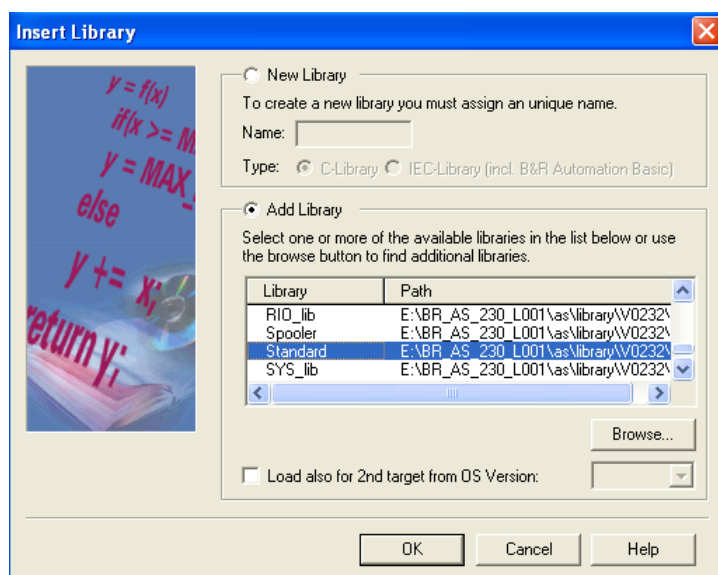 Insert Library
y = f(x)
if(x >= M
y = MAX_
else
y += x;
return y;
New Library
To create a new library you must assign an unique name.
Name:
Type: C-Library IEC-Library (incl. B&R Automation Basic)
Add Library
Select one or more of the available libraries in the list below or use
the browse button to find additional libraries.
Library Path
RIO_lib E:\BR_AS_230_L001\as\library\V0232\
Spooler E:\BR_AS_230_L001\as\library\V0232\
Standard E:\BR_AS_230_L001\as\library\V0232\
SYS_lib E:\BR_AS_230_L001\as\library\V0232\
Browse...
Load also for 2nd target from OS Version:
OK Cancel Help